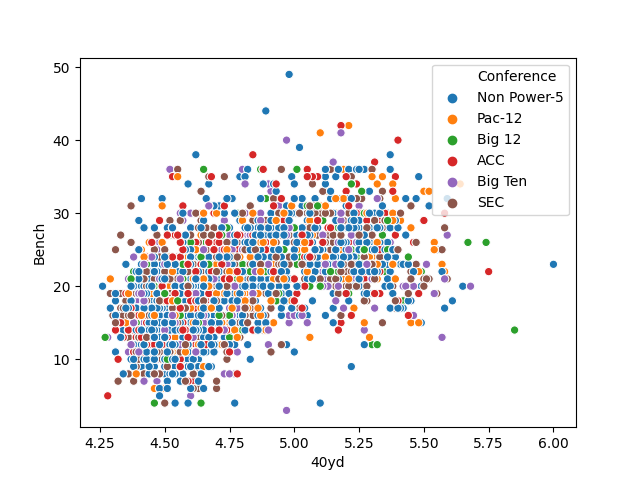 50
40
30
20
10
Bench
4.25
4.50
4.75
5.00
5.25
5.50
5.75
6.00
40yd
Conference
Non Power-5
Pac-12
Big 12
ACC
Big Ten
SEC